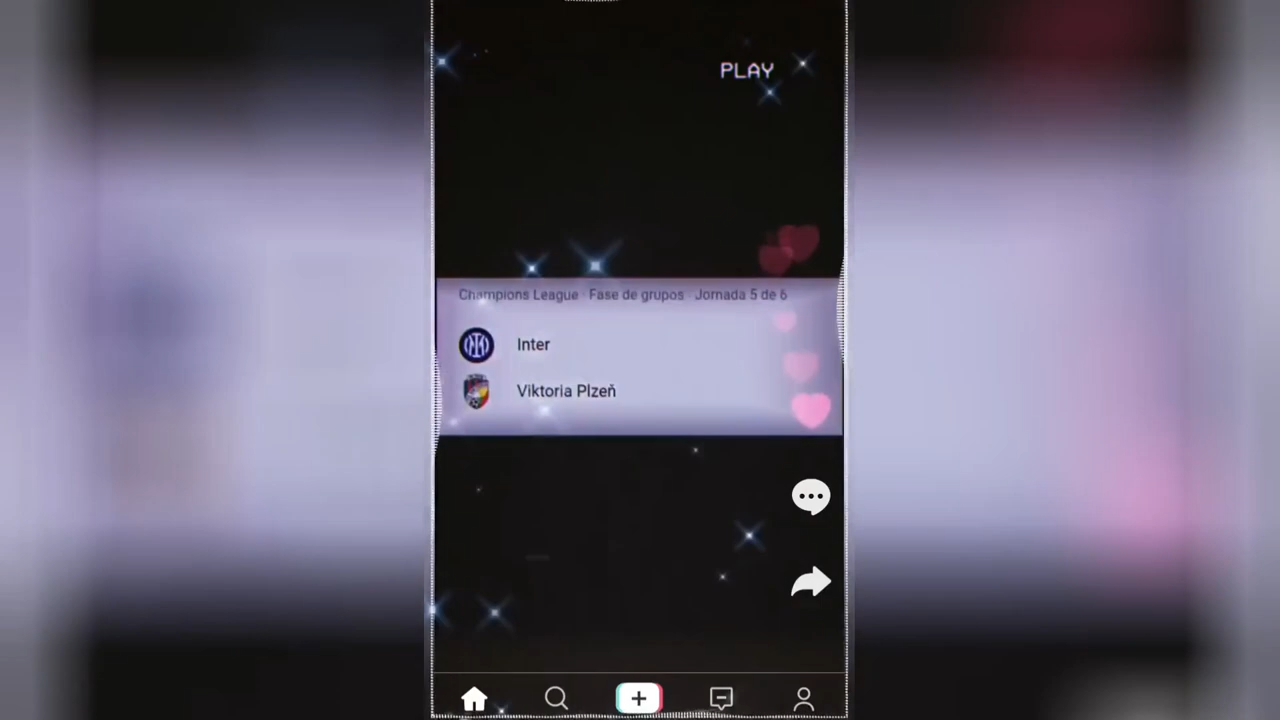 PLAY
Champions League · Fase de grupos · Jornada 5 de 6
Inter
Viktoria Plzeň